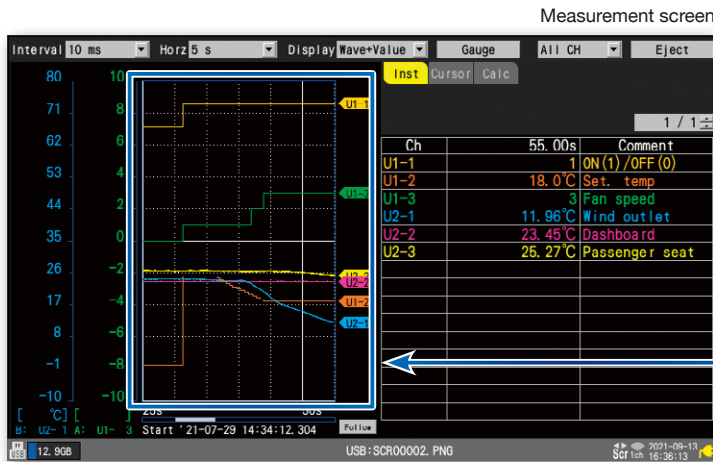 Measurement screen
Interval 10 ms Horz 5 s Display Wave+Value Gauge All CH Eject
Inst Cursor Calc
1 / 1
Ch 55.00s Comment
U1-1 1 ON(1)/OFF(0)
U1-2 18.0℃ Set. temp
U1-3 3 Fan speed
U2-1 11.96℃ Wind outlet
U2-2 23.45℃ Dashboard
U2-3 25.27℃ Passenger seat
80 10
71 8
62 6
53 4
44 2
35 0
26 -2
17 -4
8 -6
-1 -8
-10 -10
U1-1
U1-3
U2-3
U2-2
U1-2
U2-1
25s 50s
[ ℃] [ ]
B: U2- 1 A: U1- 3 Start '21-07-29 14:34:12.304 Follow
USB 12.9GB USB:SCR00002.PNG Scr 1ch 2021-09-13 16:36:13